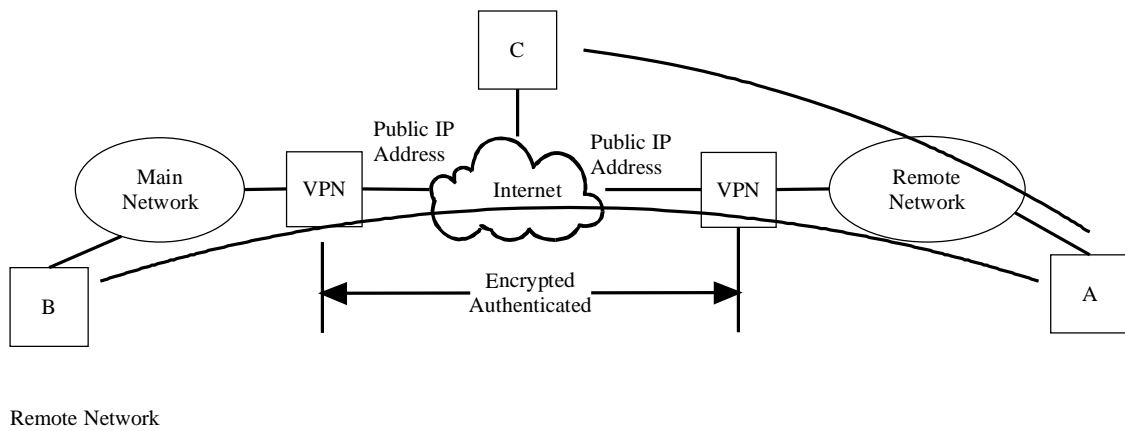 C
Public IP
Address
Public IP
Address
Main
Network
VPN
Internet
VPN
Remote
Network
Encrypted
Authenticated
B
A
Remote Network